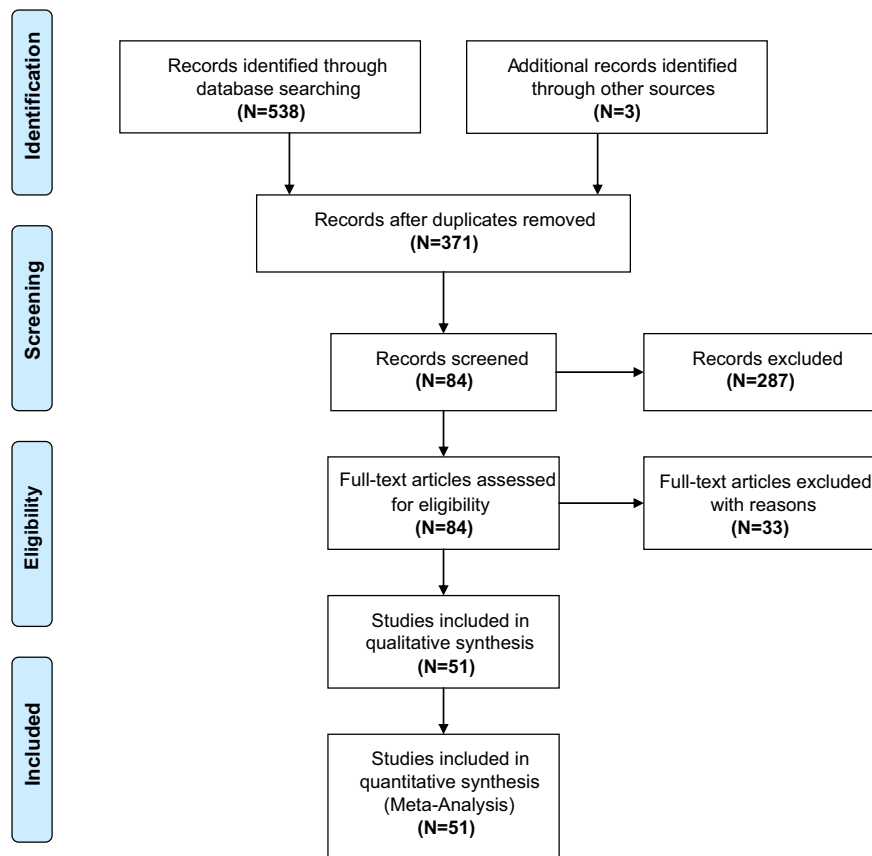 Identification
Records identified through
database searching
(N=538)
Additional records identified
through other sources
(N=3)
Records after duplicates removed
(N=371)
Screening
Records screened
(N=84)
Records excluded
(N=287)
Eligibility
Full-text articles assessed
for eligibility
(N=84)
Full-text articles excluded
with reasons
(N=33)
Studies included in
qualitative synthesis
(N=51)
Included
Studies included in
quantitative synthesis
(Meta-Analysis)
(N=51)